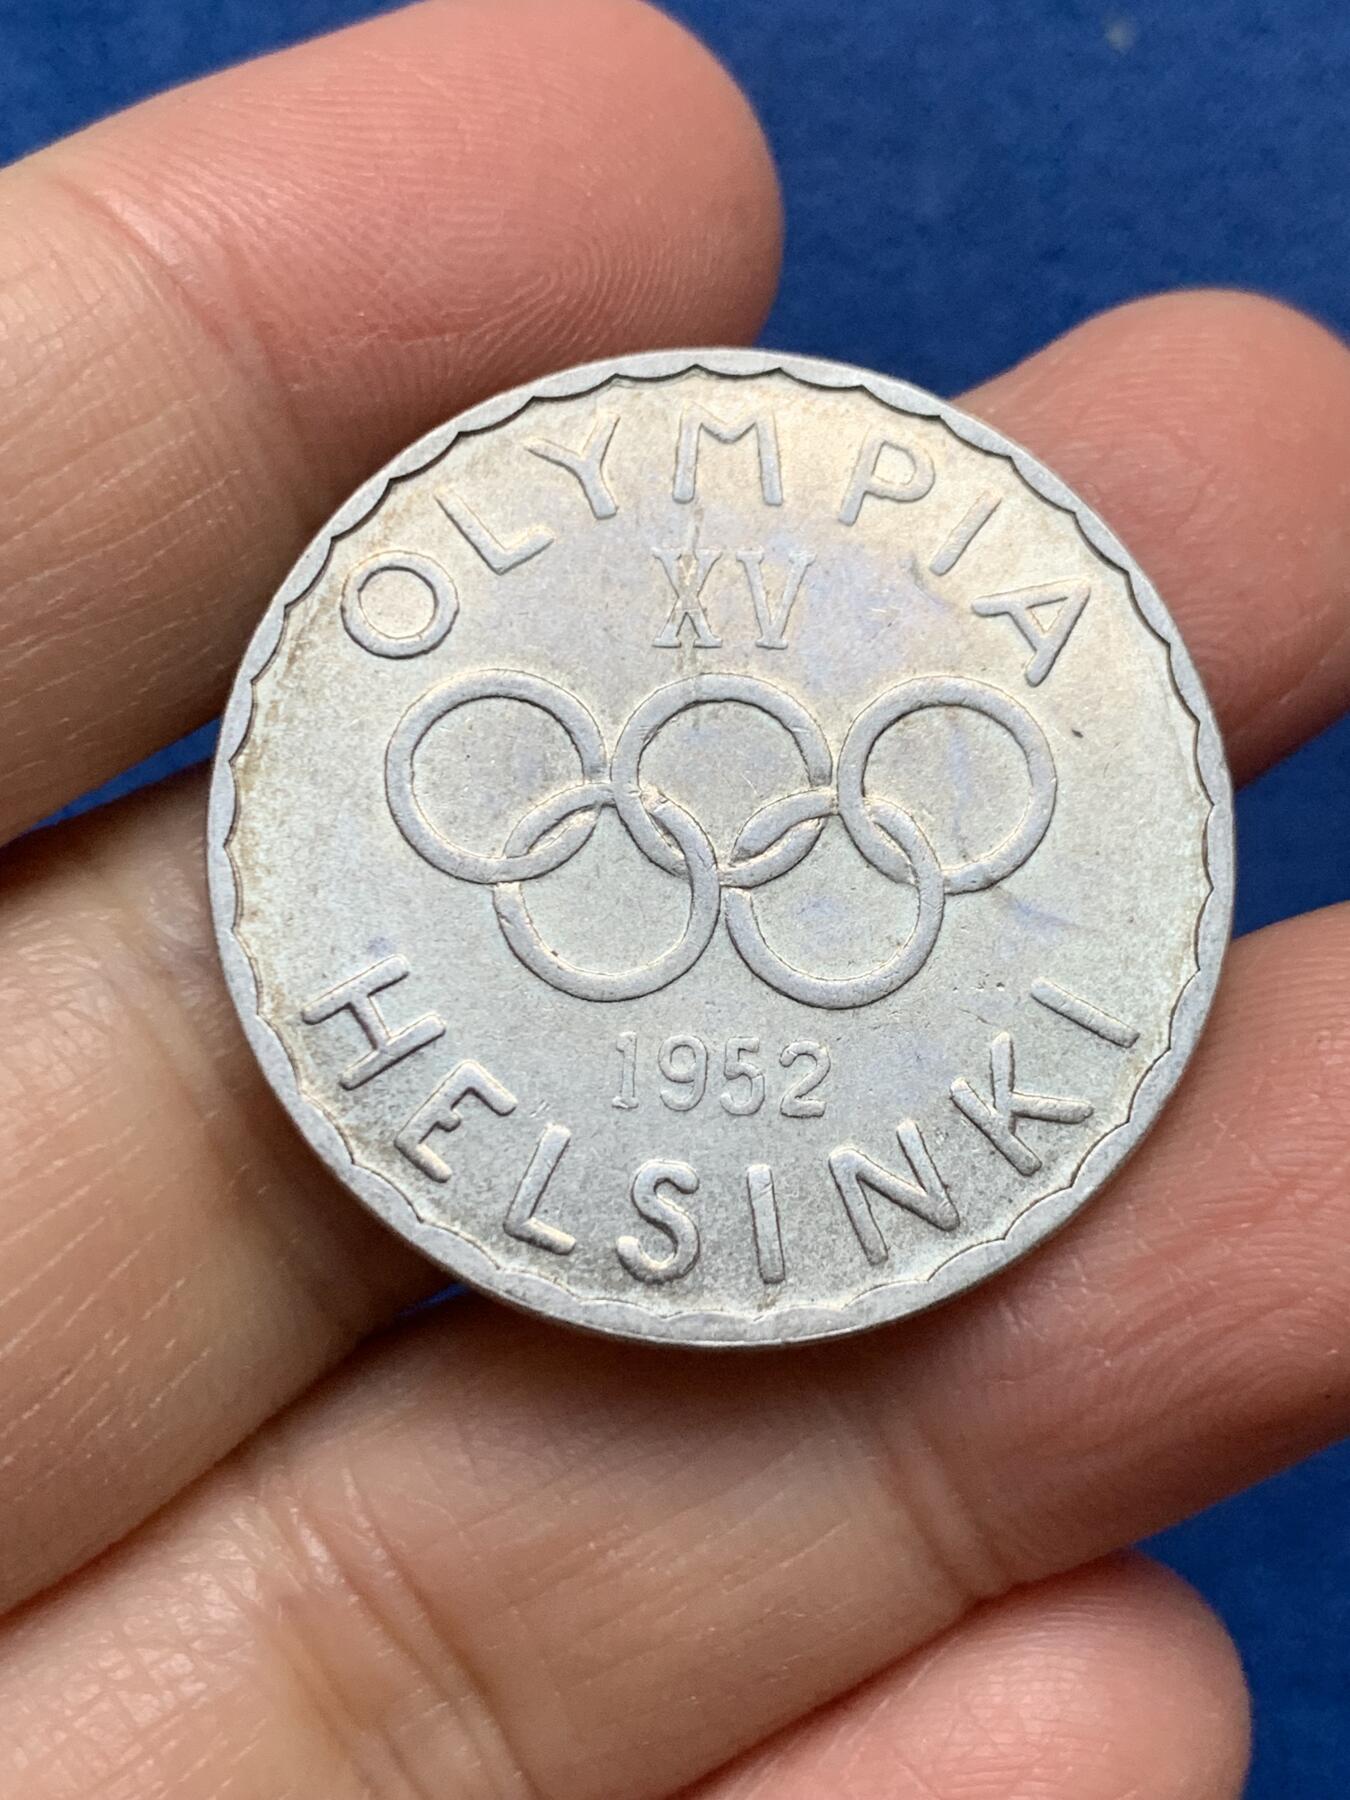 OLYMPIA
XV
1952
HELSINKI